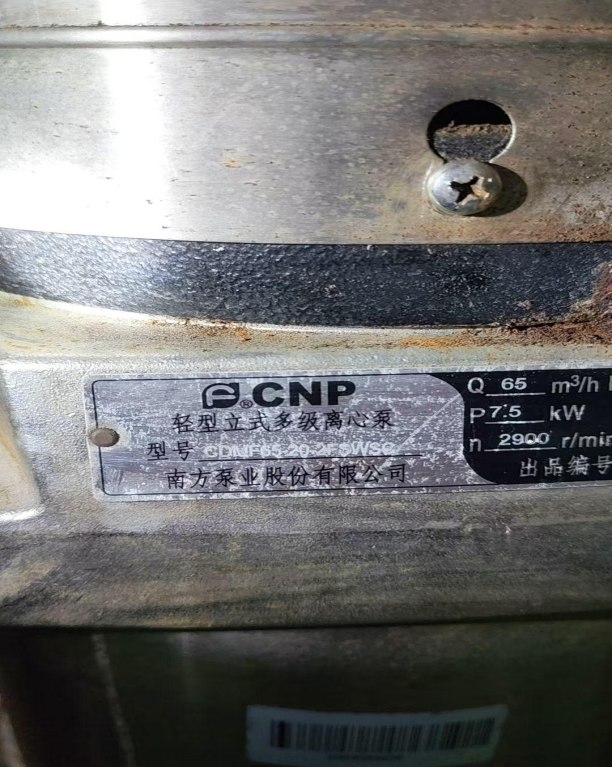 CNP
轻型立式多级离心泵
型号
南方泵业股份有限公司
Q 65 m³/h
P 7.5 kW
n 2900 r/min
出品编号